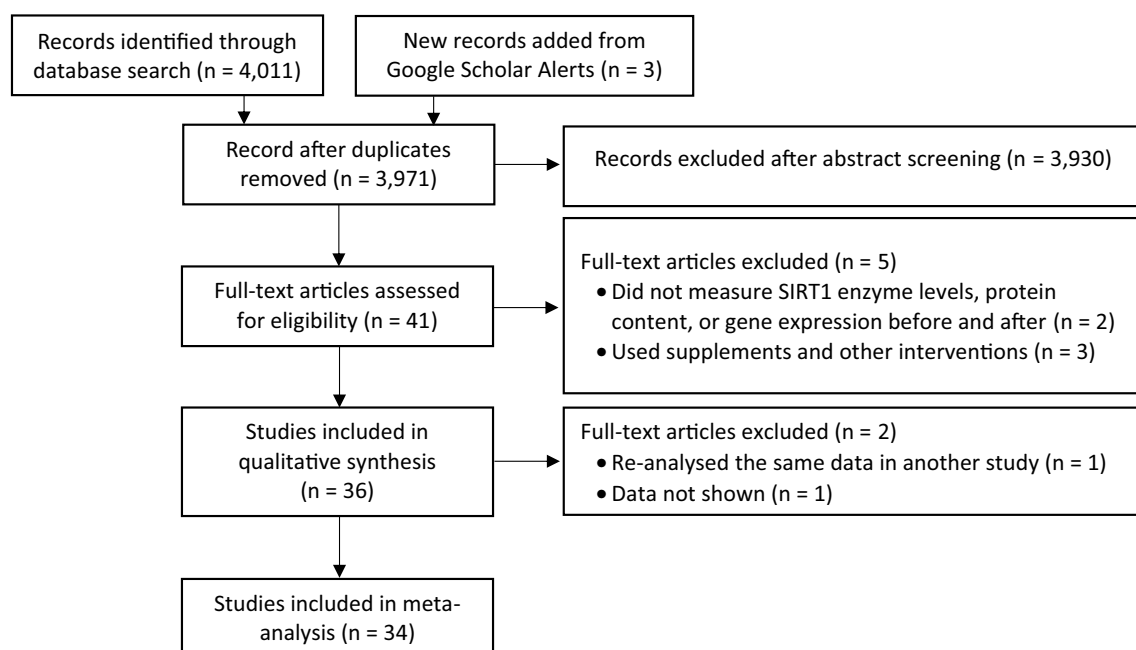 Records identified through
database search (n = 4,011)
New records added from
Google Scholar Alerts (n = 3)
Record after duplicates
removed (n = 3,971)
Records excluded after abstract screening (n = 3,930)
Full-text articles assessed
for eligibility (n = 41)
Full-text articles excluded (n = 5)
• Did not measure SIRT1 enzyme levels, protein
content, or gene expression before and after (n = 2)
• Used supplements and other interventions (n = 3)
Studies included in
qualitative synthesis
(n = 36)
Full-text articles excluded (n = 2)
• Re-analysed the same data in another study (n = 1)
• Data not shown (n = 1)
Studies included in meta-
analysis (n = 34)